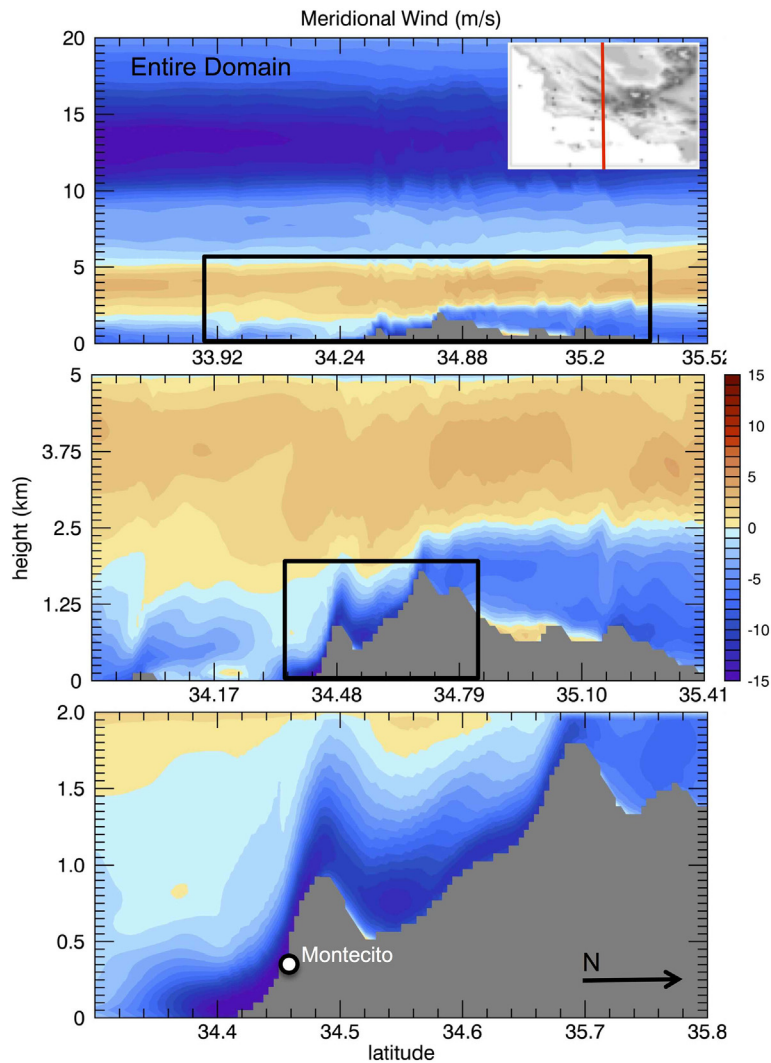 Meridional Wind (m/s)
20
Entire Domain
15
10
5
0
33.92 34.24 34.88 35.2 35.52
5
3.75
2.5
1.25
0
34.17 34.48 34.79 35.10 35.41
height (km)
15
10
5
0
-5
-10
-15
2.0
1.5
1.0
0.5
0
Montecito
N
34.4 34.5 34.6 35.7 35.8
latitude